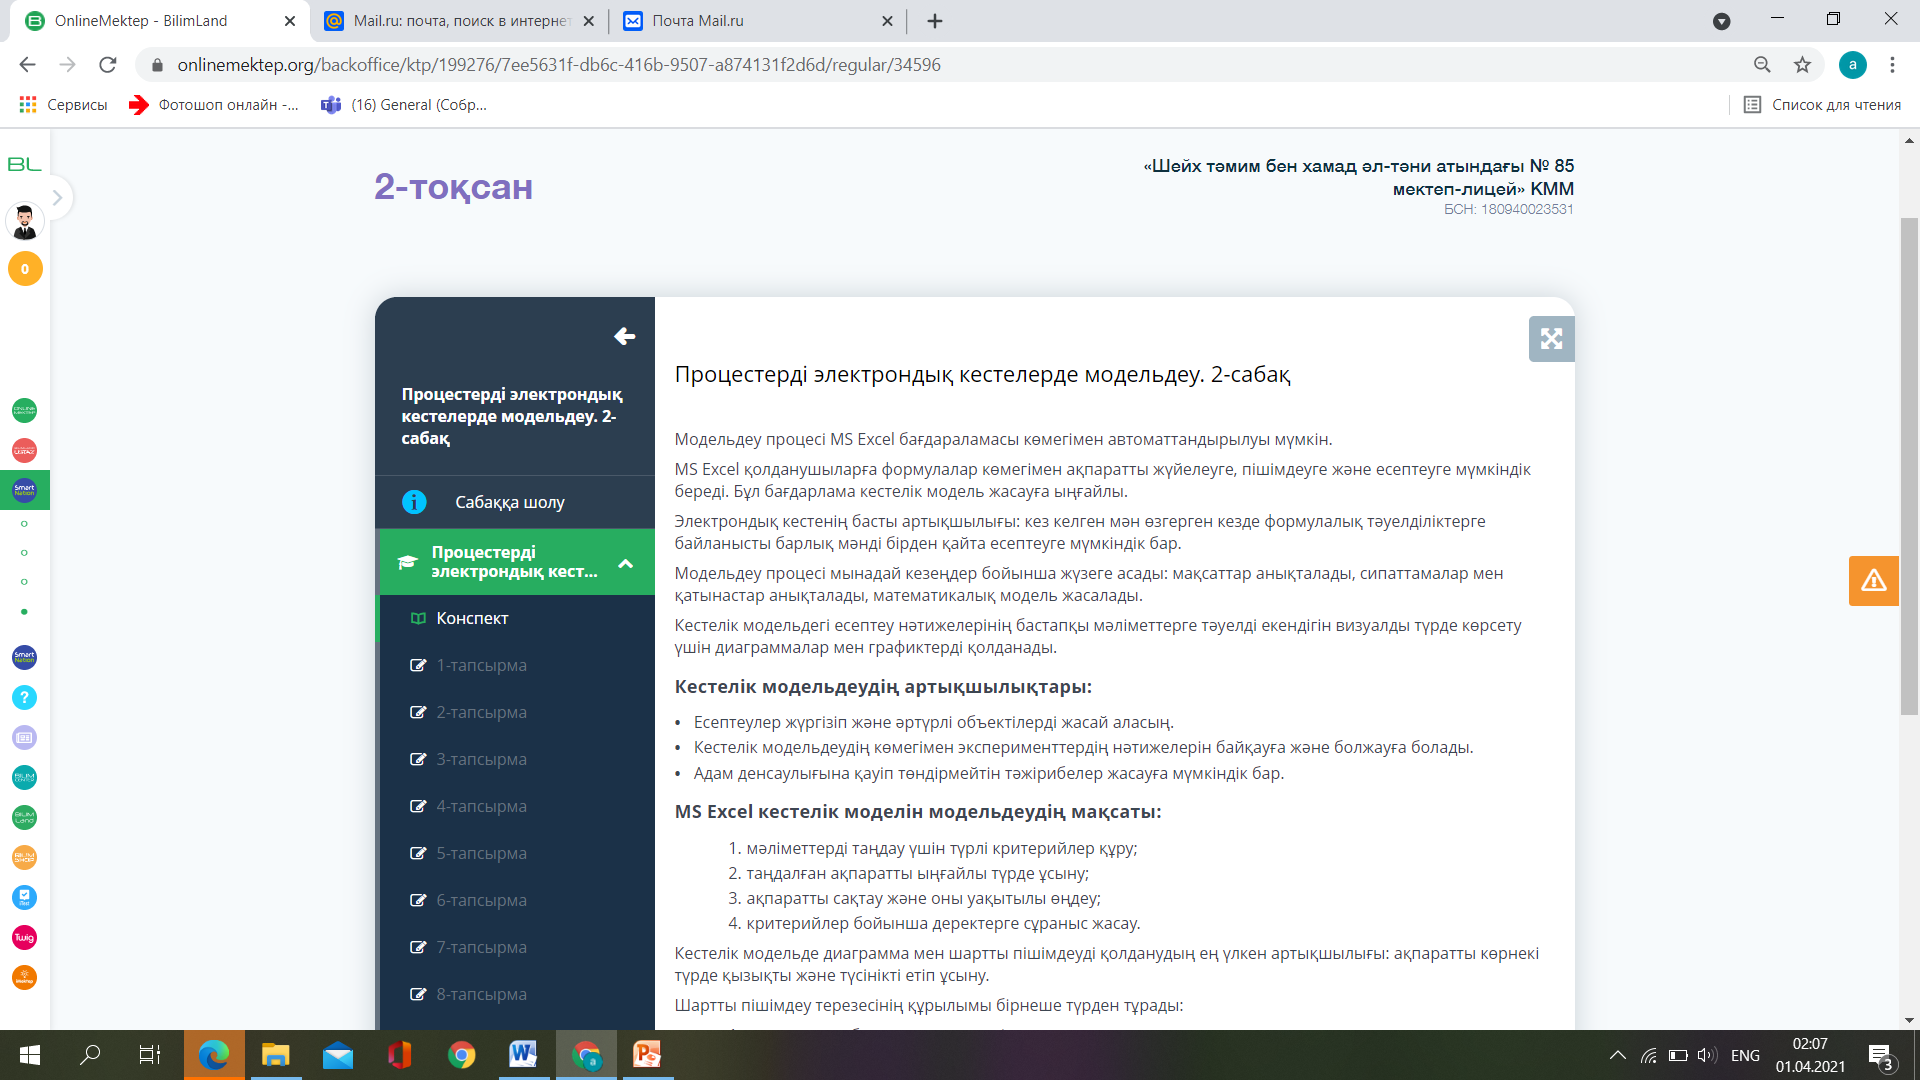 OnlineMektep - BilimLand
Mail.ru: почта, поиск в интернет
Почта Mail.ru
onlinemektep.org/backoffice/ktp/199276/7ee5631f-db6c-416b-9507-a874131f2d6d/regular/34596
a
Сервисы
Фотошоп онлайн -...
(16) General (Собр...
Список для чтения
BL
0
2-тоқсан
«Шейх тәмим бен хамад әл-тәни атындағы № 85
мектеп-лицей» КММ
БСН: 180940023531
Процестерді электрондық
кестелерде модельдеу. 2-
сабақ
Сабаққа шолу
Процестерді
электрондық кест...
Конспект
1-тапсырма
2-тапсырма
3-тапсырма
4-тапсырма
5-тапсырма
6-тапсырма
7-тапсырма
8-тапсырма
Процестерді электрондық кестелерде модельдеу. 2-сабақ
Модельдеу процесі MS Excel бағдараламасы көмегімен автоматтандырылуы мүмкін.
MS Excel қолданушыларға формулалар көмегімен ақпаратты жүйелеуге, пішімдеуге және есептеуге мүмкіндік
береді. Бұл бағдарлама кестелік модель жасауға ыңғайлы.
Электрондық кестенің басты артықшылығы: кез келген мән өзгерген кезде формулалық тәуелділіктерге
байланысты барлық мәнді бірден қайта есептеуге мүмкіндік бар.
Модельдеу процесі мынадай кезеңдер бойынша жүзеге асады: мақсаттар анықталады, сипаттамалар мен
қатынастар анықталады, математикалық модель жасалады.
Кестелік модельдегі есептеу нәтижелерінің бастапқы мәліметтерге тәуелді екендігін визуалды түрде көрсету
үшін диаграммалар мен графиктерді қолданады.
Кестелік модельдеудің артықшылықтары:
• Есептеулер жүргізіп және әртүрлі объектілерді жасай аласың.
• Кестелік модельдеудің көмегімен эксперименттердің нәтижелерін байқауға және болжауға болады.
• Адам денсаулығына қауіп төндірмейтін тәжірибелер жасауға мүмкіндік бар.
MS Excel кестелік моделін модельдеудің мақсаты:
1. мәліметтерді таңдау үшін түрлі критерийлер құру;
2. таңдалған ақпаратты ыңғайлы түрде ұсыну;
3. ақпаратты сақтау және оны уақытылы өңдеу;
4. критерийлер бойынша деректерге сұраныс жасау.
Кестелік модельде диаграмма мен шартты пішімдеуді қолданудың ең үлкен артықшылығы: ақпаратты көрнекі
түрде қызықты және түсінікті етіп ұсыну.
Шартты пішімдеу терезесінің құрылымы бірнеше түрден тұрады:
Smart
Nation
Smart
Nation
Twig
ENG
02:07
01.04.2021
3